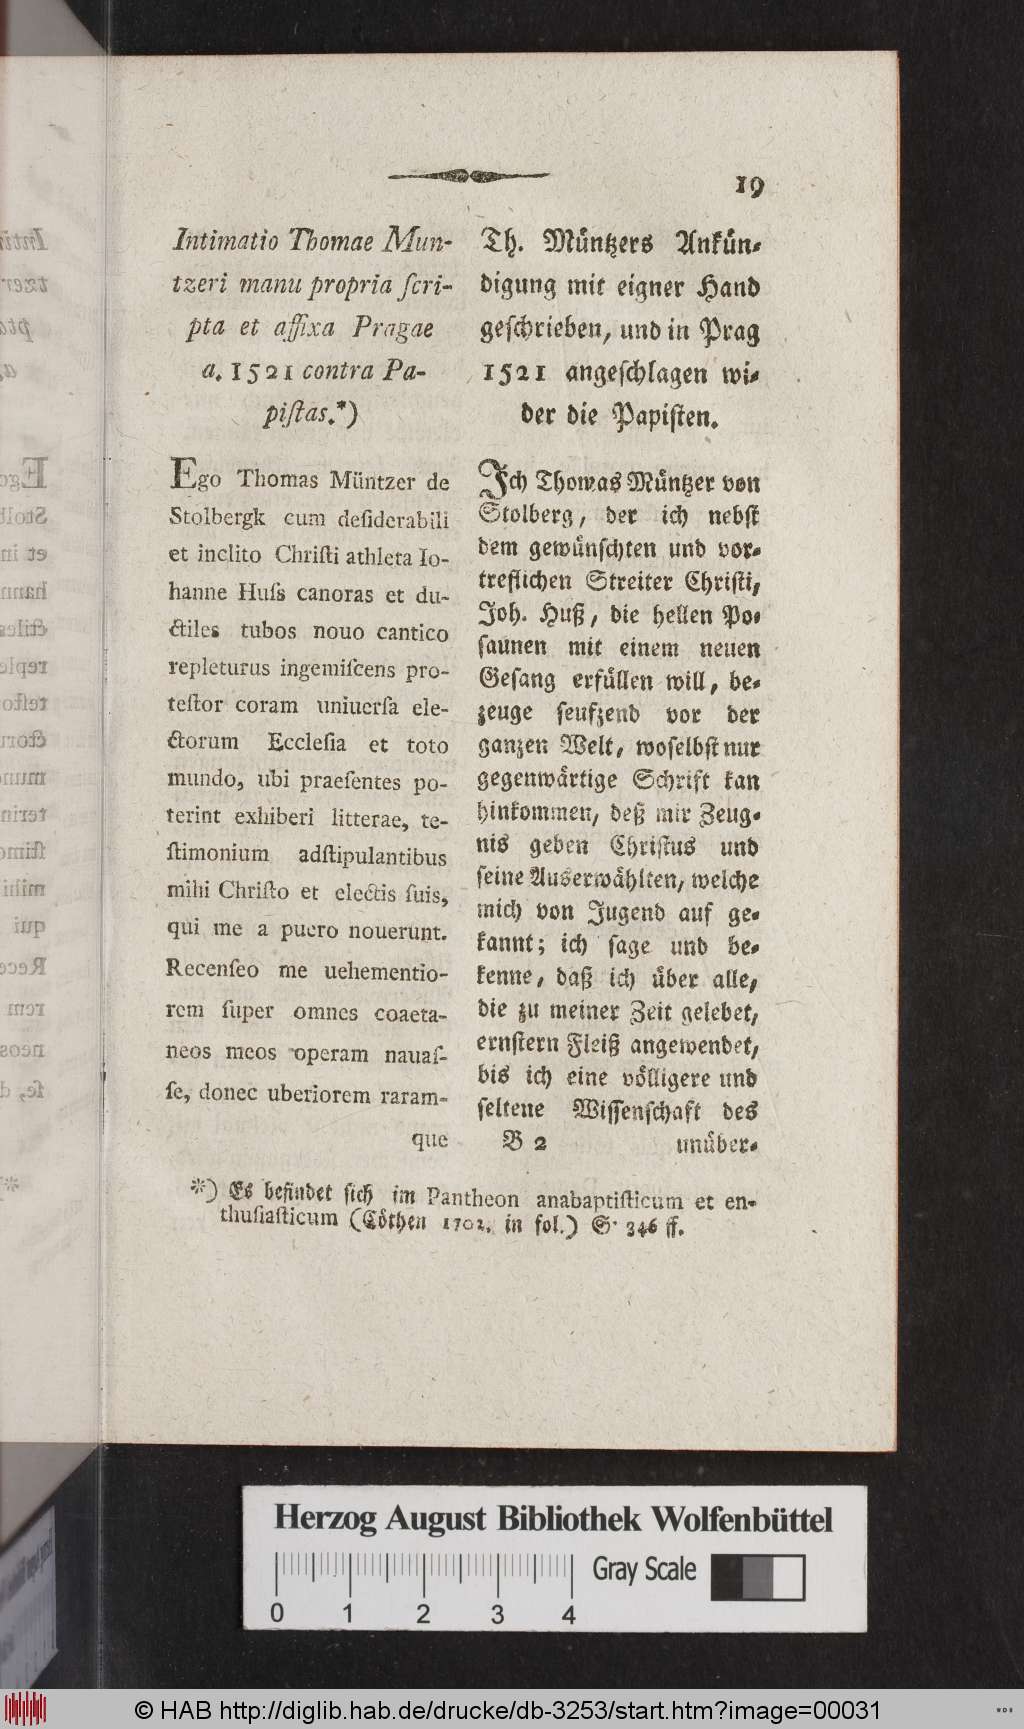 19
Intimatio Thomae Mun-
tzeri manu propria ſcri-
pta et affixa Pragae
a. 1521 contra Pa-
piſtas.*)
Ego Thomas Müntzer de
Stolbergk cum deſiderabili
et inclito Chriſti athleta Io-
hanne Huſs canoras et du-
ctiles tubos nouo cantico
repleturus ingemiſcens pro-
teſtor coram uniuerſa ele-
ctorum Eccleſia et toto
mundo, ubi praeſentes po-
terint exhiberi litterae, te-
ſtimonium adſtipulantibus
mihi Chriſto et electis ſuis,
qui me a puero nouerunt.
Recenſeo me uehementio-
rem ſuper omnes coaeta-
neos meos operam nauaſ-
ſe, donec uberiorem raram-
que
Th. Müntzers Ankün-
digung mit eigner Hand
geſchrieben, und in Prag
1521 angeſchlagen wi-
der die Papiſten.
Ich Thomas Müntzer von
Stolberg, der ich nebſt
dem gewünſchten und vor-
treflichen Streiter Chriſti,
Joh. Huß, die hellen Po-
ſaunen mit einem neuen
Geſang erfüllen will, be-
zeuge ſeufzend vor der
ganzen Welt, woſelbſt nur
gegenwärtige Schrift kan
hinkommen, deß mir Zeug-
nis geben Chriſtus und
ſeine Auserwählten, welche
mich von Jugend auf ge-
kannt; ich ſage und be-
kenne, daß ich über alle,
die zu meiner Zeit gelebet,
ernſtern Fleiß angewendet,
bis ich eine völligere und
ſeltene Wiſſenſchaft des
B 2 unüber-
*) Es befindet ſich im Pantheon anabaptiſticum et en-
thuſiaſticum (Cöthen 1702. in fol.) S. 346 ff.
Herzog August Bibliothek Wolfenbüttel
Gray Scale
0 1 2 3 4
© HAB http://diglib.hab.de/drucke/db-3253/start.htm?image=00031